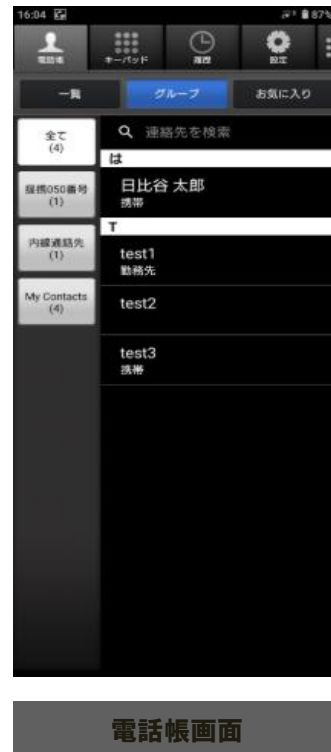 16:04
87%
電話帳
キーパッド
履歴
設定
一覧
グループ
お気に入り
全て
(4)
連絡先を検索
は
提携050番号
(1)
日比谷 太郎
携帯
T
内線連絡先
(1)
test1
勤務先
My Contacts
(4)
test2
test3
携帯
電話帳画面